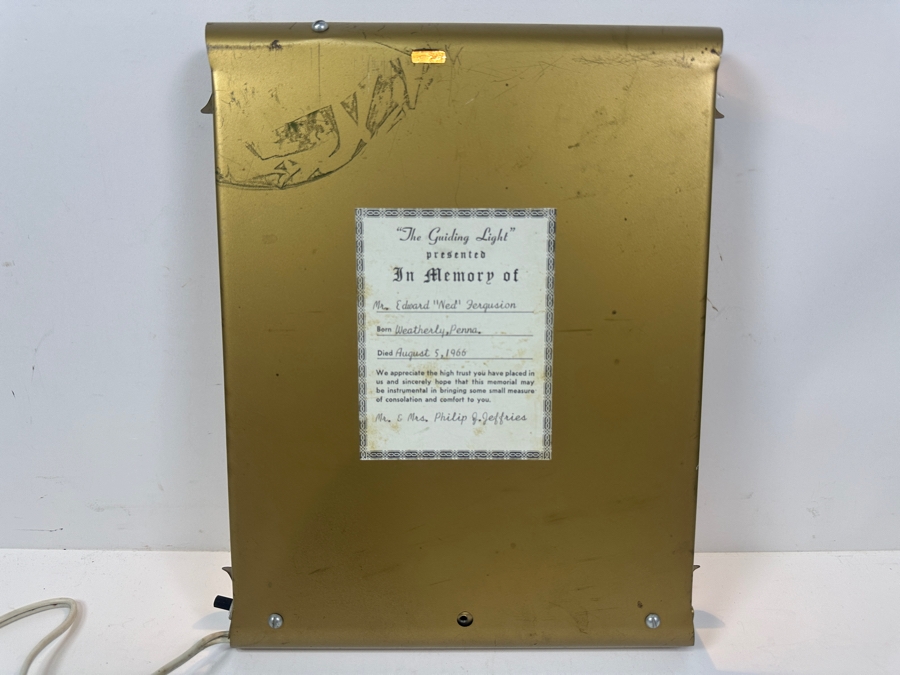 "The Guiding Light"
presented
In Memory of
Mr. Edward "Ned" Fergusion
Born Weatherly, Penna.
Died August 5, 1966
We appreciate the high trust you have placed in
us and sincerely hope that this memorial may
be instrumental in bringing some small measure
of consolation and comfort to you.
Mr. & Mrs. Philip J. Jeffries